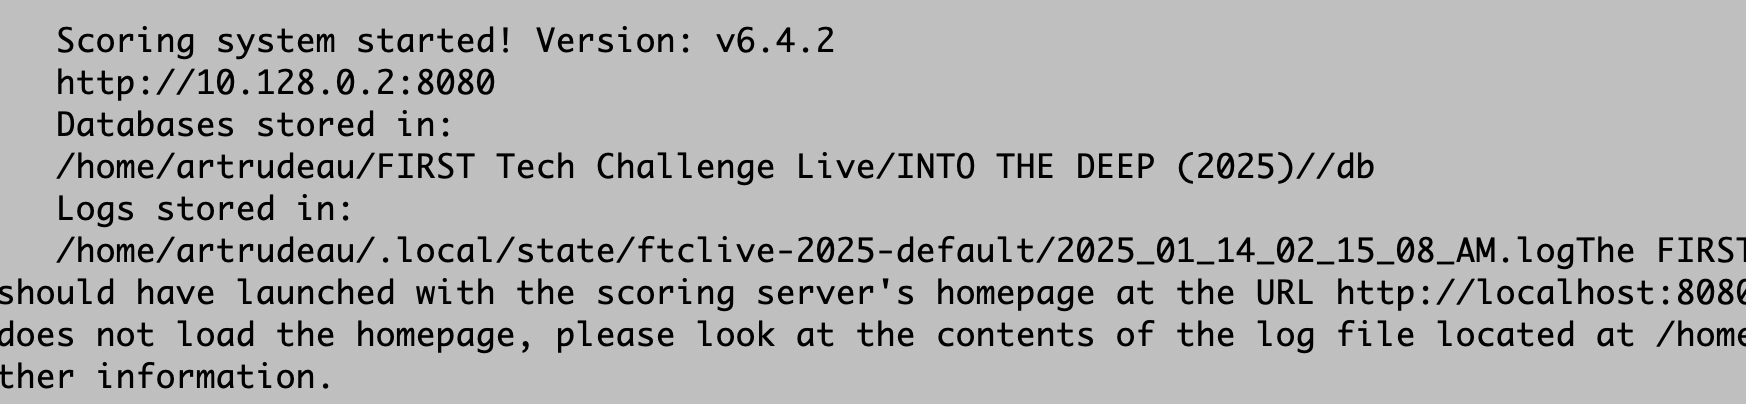 Scoring system started! Version: v6.4.2
http://10.128.0.2:8080
Databases stored in:
/home/artrudeau/FIRST Tech Challenge Live/INTO THE DEEP (2025)//db
Logs stored in:
/home/artrudeau/.local/state/ftclive-2025-default/2025_01_14_02_15_08_AM.logThe FIRST
should have launched with the scoring server's homepage at the URL http://localhost:8080
does not load the homepage, please look at the contents of the log file located at /home
ther information.